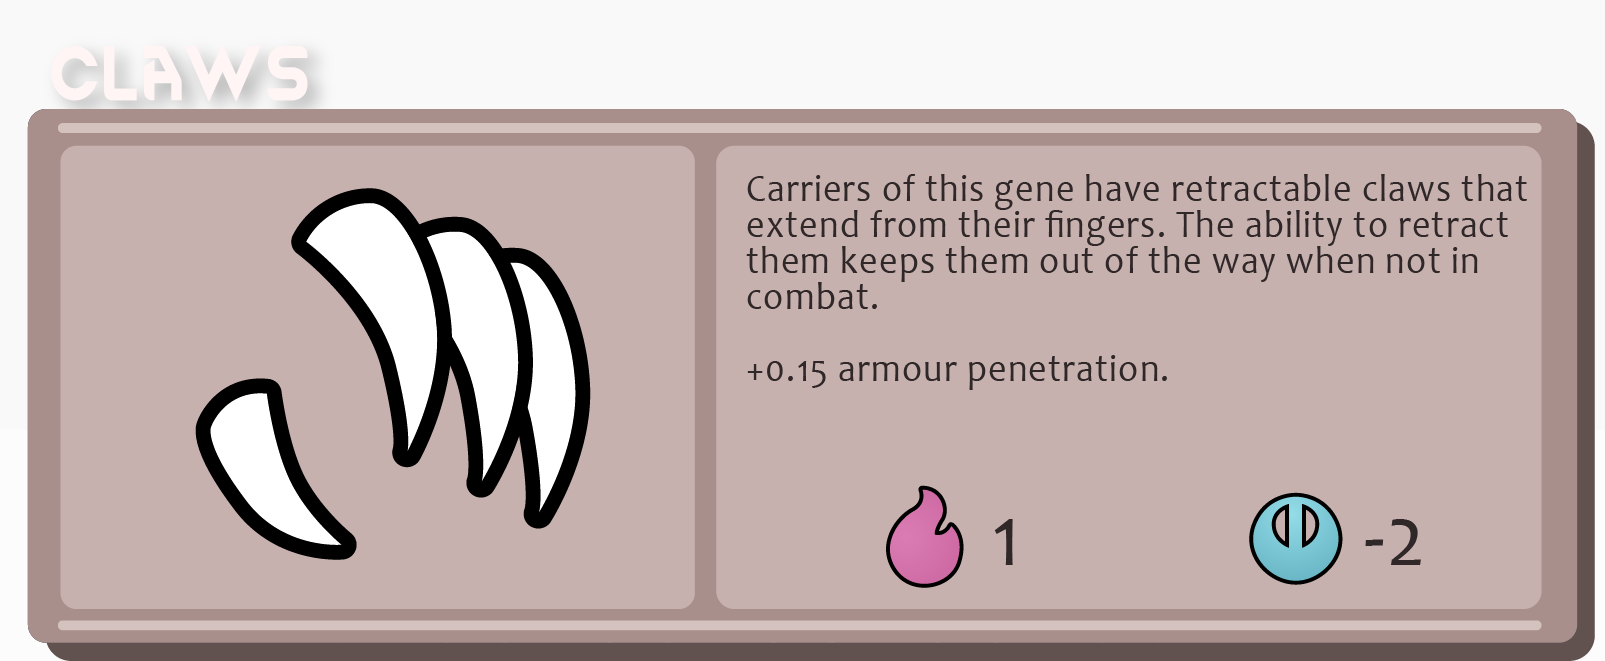 CLAWS
Carriers of this gene have retractable claws that
extend from their fingers. The ability to retract
them keeps them out of the way when not in
combat.
+0.15 armour penetration.
1
-2